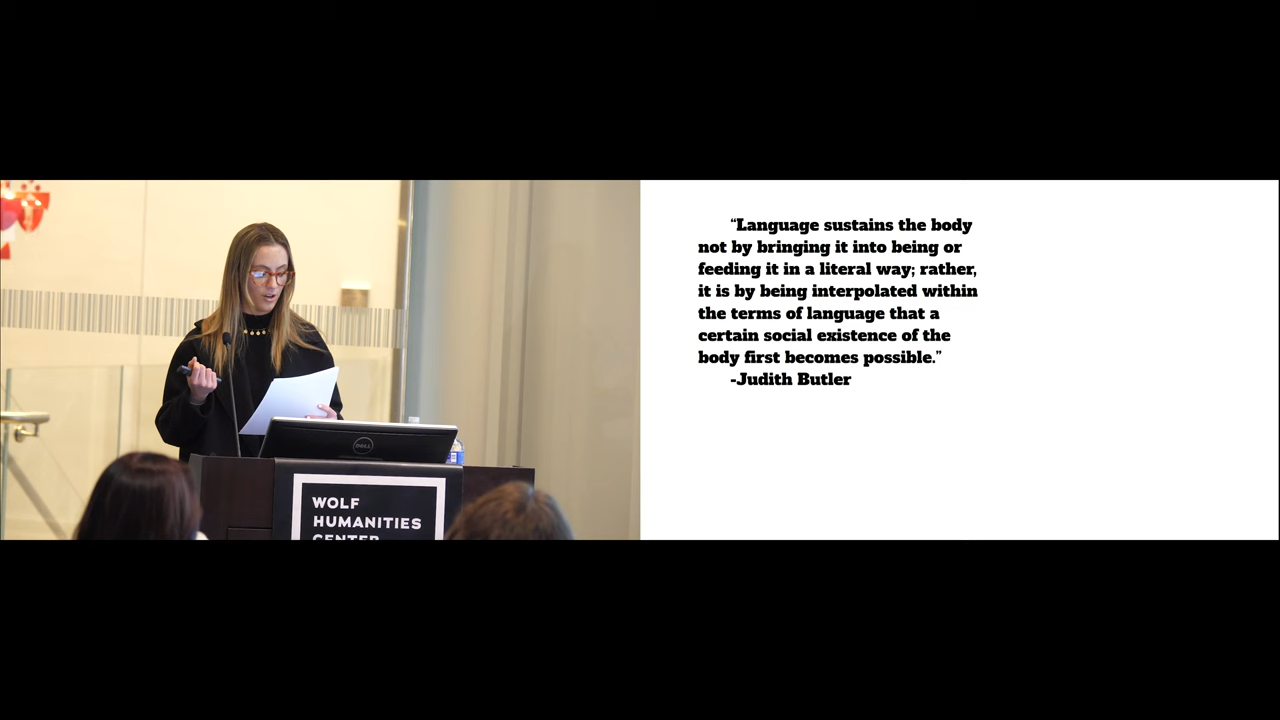 WOLF
HUMANITIES
CENTER
DELL
“Language sustains the body
not by bringing it into being or
feeding it in a literal way; rather,
it is by being interpolated within
the terms of language that a
certain social existence of the
body first becomes possible.”
-Judith Butler